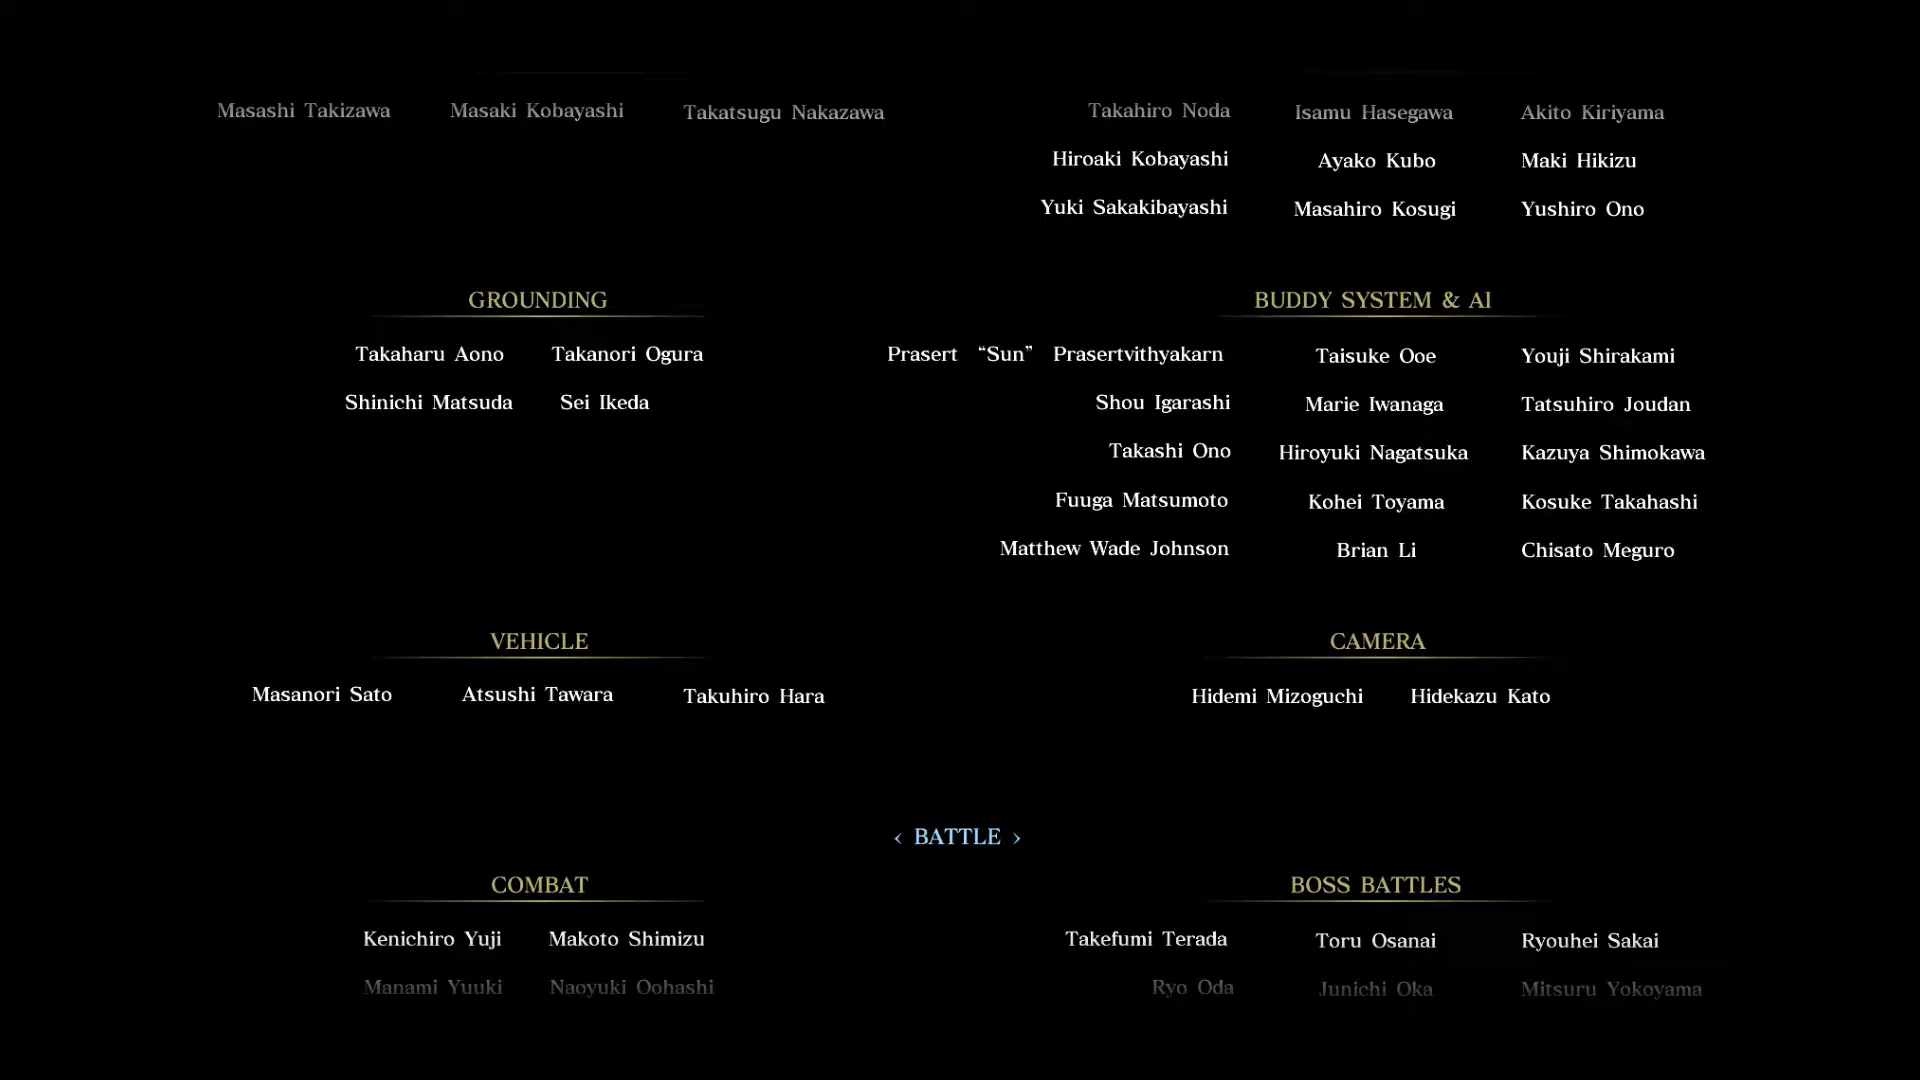 Masashi Takizawa Masaki Kobayashi Takatsugu Nakazawa
Takahiro Noda Isamu Hasegawa Akito Kiriyama
Hiroaki Kobayashi Ayako Kubo Maki Hikizu
Yuki Sakakibayashi Masahiro Kosugi Yushiro Ono
GROUNDING
Takaharu Aono Takanori Ogura
Shinichi Matsuda Sei Ikeda
BUDDY SYSTEM & AI
Prasert “Sun” Prasertvithyakarn Taisuke Ooe Youji Shirakami
Shou Igarashi Marie Iwanaga Tatsuhiro Joudan
Takashi Ono Hiroyuki Nagatsuka Kazuya Shimokawa
Fuuga Matsumoto Kohei Toyama Kosuke Takahashi
Matthew Wade Johnson Brian Li Chisato Meguro
VEHICLE
Masanori Sato Atsushi Tawara Takuhiro Hara
CAMERA
Hidemi Mizoguchi Hidekazu Kato
‹ BATTLE ›
COMBAT
Kenichiro Yuji Makoto Shimizu
Manami Yuuki Naoyuki Oohashi
BOSS BATTLES
Takefumi Terada Toru Osanai Ryouhei Sakai
Ryo Oda Junichi Oka Mitsuru Yokoyama